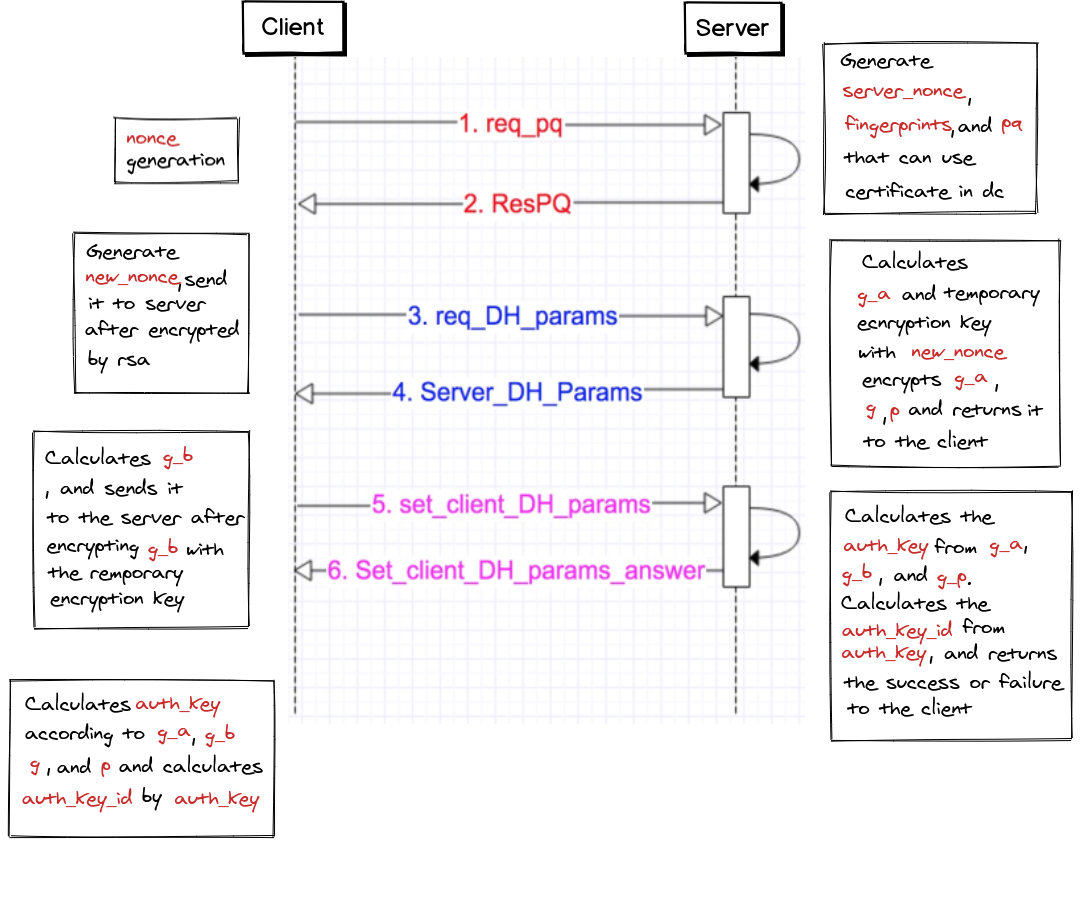 Client
Server
nonce
generation
1. req_pq
Generate
server_nonce,
fingerprints, and pq
that can use
certificate in dc
2. ResPQ
Generate
new_nonce, send
it to server
after encrypted
by rsa
3. req_DH_params
Calculates
g_a and temporary
ecnryption key
with new_nonce
encrypts g_a ,
g ,p and returns it
to the client
4. Server_DH_Params
Calculates g_b
, and sends it
to the server after
encrypting g_b with
the remporary
encryption key
5. set_client_DH_params
6. Set_client_DH_params_answer
Calculates the
auth_key from g_a,
g_b , and g_p.
Calculates the
auth_key_id from
auth_key, and returns
the success or failure
to the client
Calculates auth_key
according to g_a, g_b
g , and p and calculates
auth_key_id by auth_key